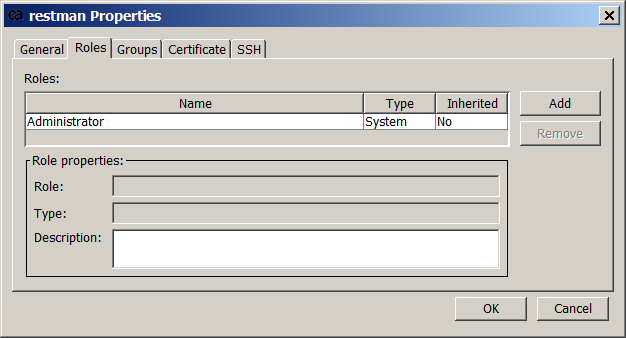 ca restman Properties
General Roles Groups Certificate SSH
Roles:
Name Type Inherited
Administrator System No
Add
Remove
Role properties:
Role:
Type:
Description:
OK Cancel